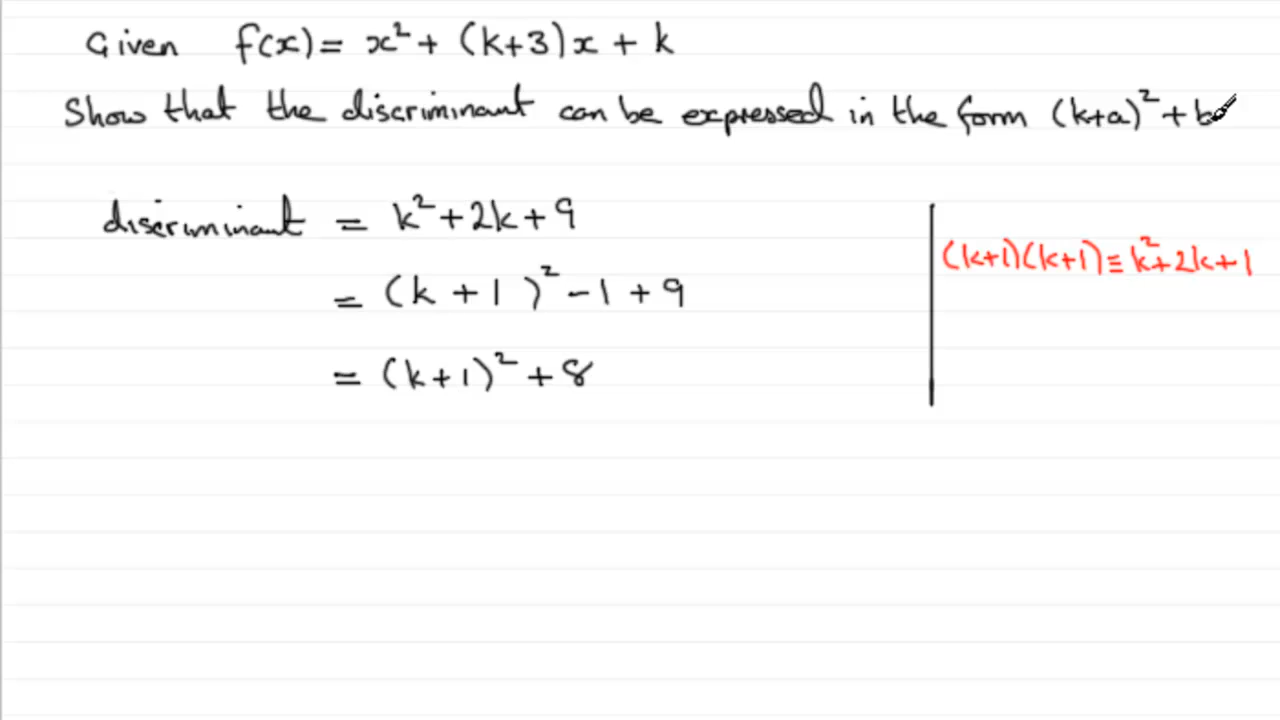 Given f(x) = x² + (k+3)x + k
Show that the discriminant can be expressed in the form (k+a)² + b
discriminant = k² + 2k + 9
= (k + 1)² - 1 + 9
= (k+1)² + 8
(k+1)(k+1) ≡ k² + 2k + 1